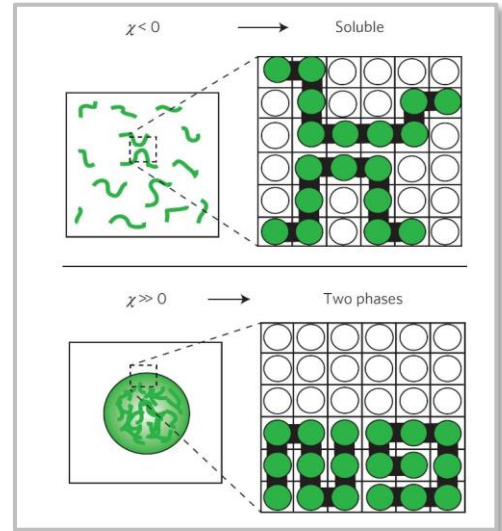 χ < 0 → Soluble
χ ≫ 0 → Two phases